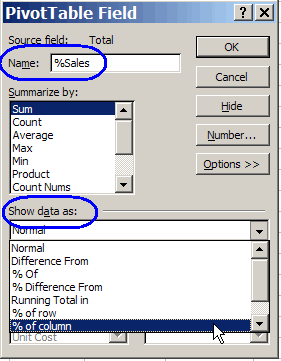 PivotTable Field
Source field: Total
OK
Name: %Sales
Cancel
Summarize by:
Hide
Sum
Count
Average
Max
Min
Product
Count Nums
Number...
Options >>
Show data as:
Normal
Normal
Difference From
% Of
% Difference From
Running Total in
% of row
% of column
Unit Cost